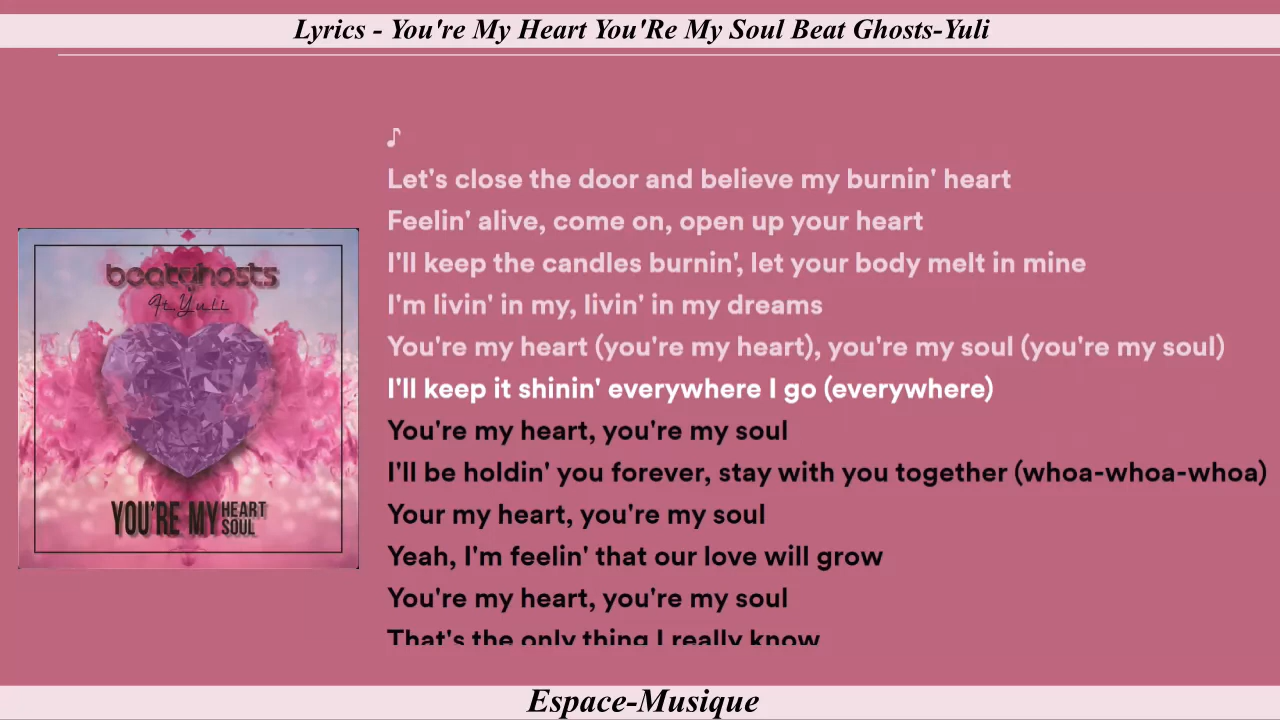 Lyrics - You're My Heart You'Re My Soul Beat Ghosts-Yuli
♪
Let's close the door and believe my burnin' heart
Feelin' alive, come on, open up your heart
I'll keep the candles burnin', let your body melt in mine
I'm livin' in my, livin' in my dreams
You're my heart (you're my heart), you're my soul (you're my soul)
I'll keep it shinin' everywhere I go (everywhere)
You're my heart, you're my soul
I'll be holdin' you forever, stay with you together (whoa-whoa-whoa)
Your my heart, you're my soul
Yeah, I'm feelin' that our love will grow
You're my heart, you're my soul
That's the only thing I really know
beatghosts
ft. Yuli
YOU'RE MY HEART
SOUL
Espace-Musique